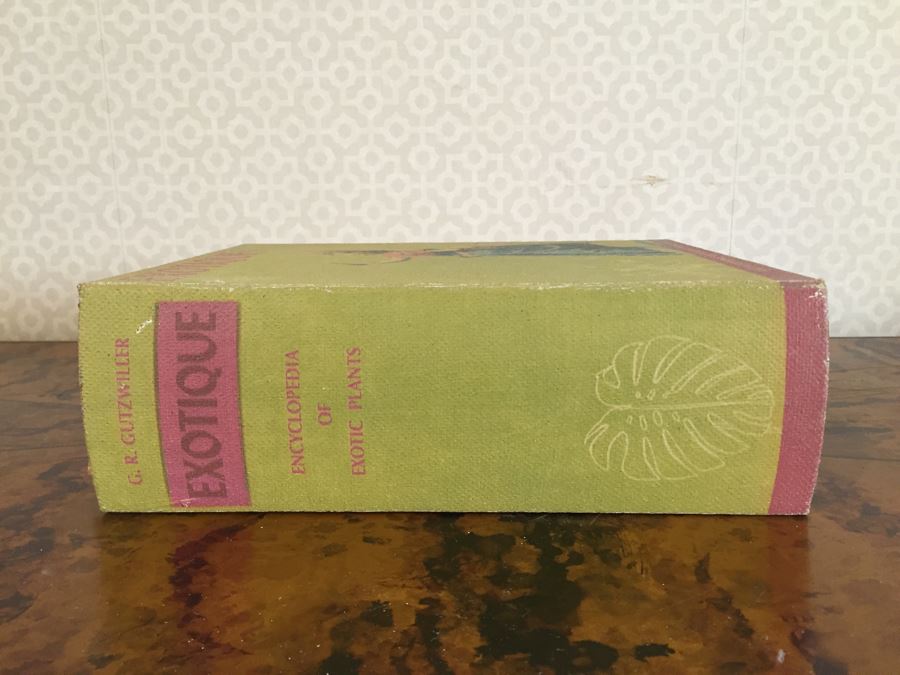 G. R. GUTZWILLER
EXOTIQUE
ENCYCLOPEDIA
OF
EXOTIC PLANTS